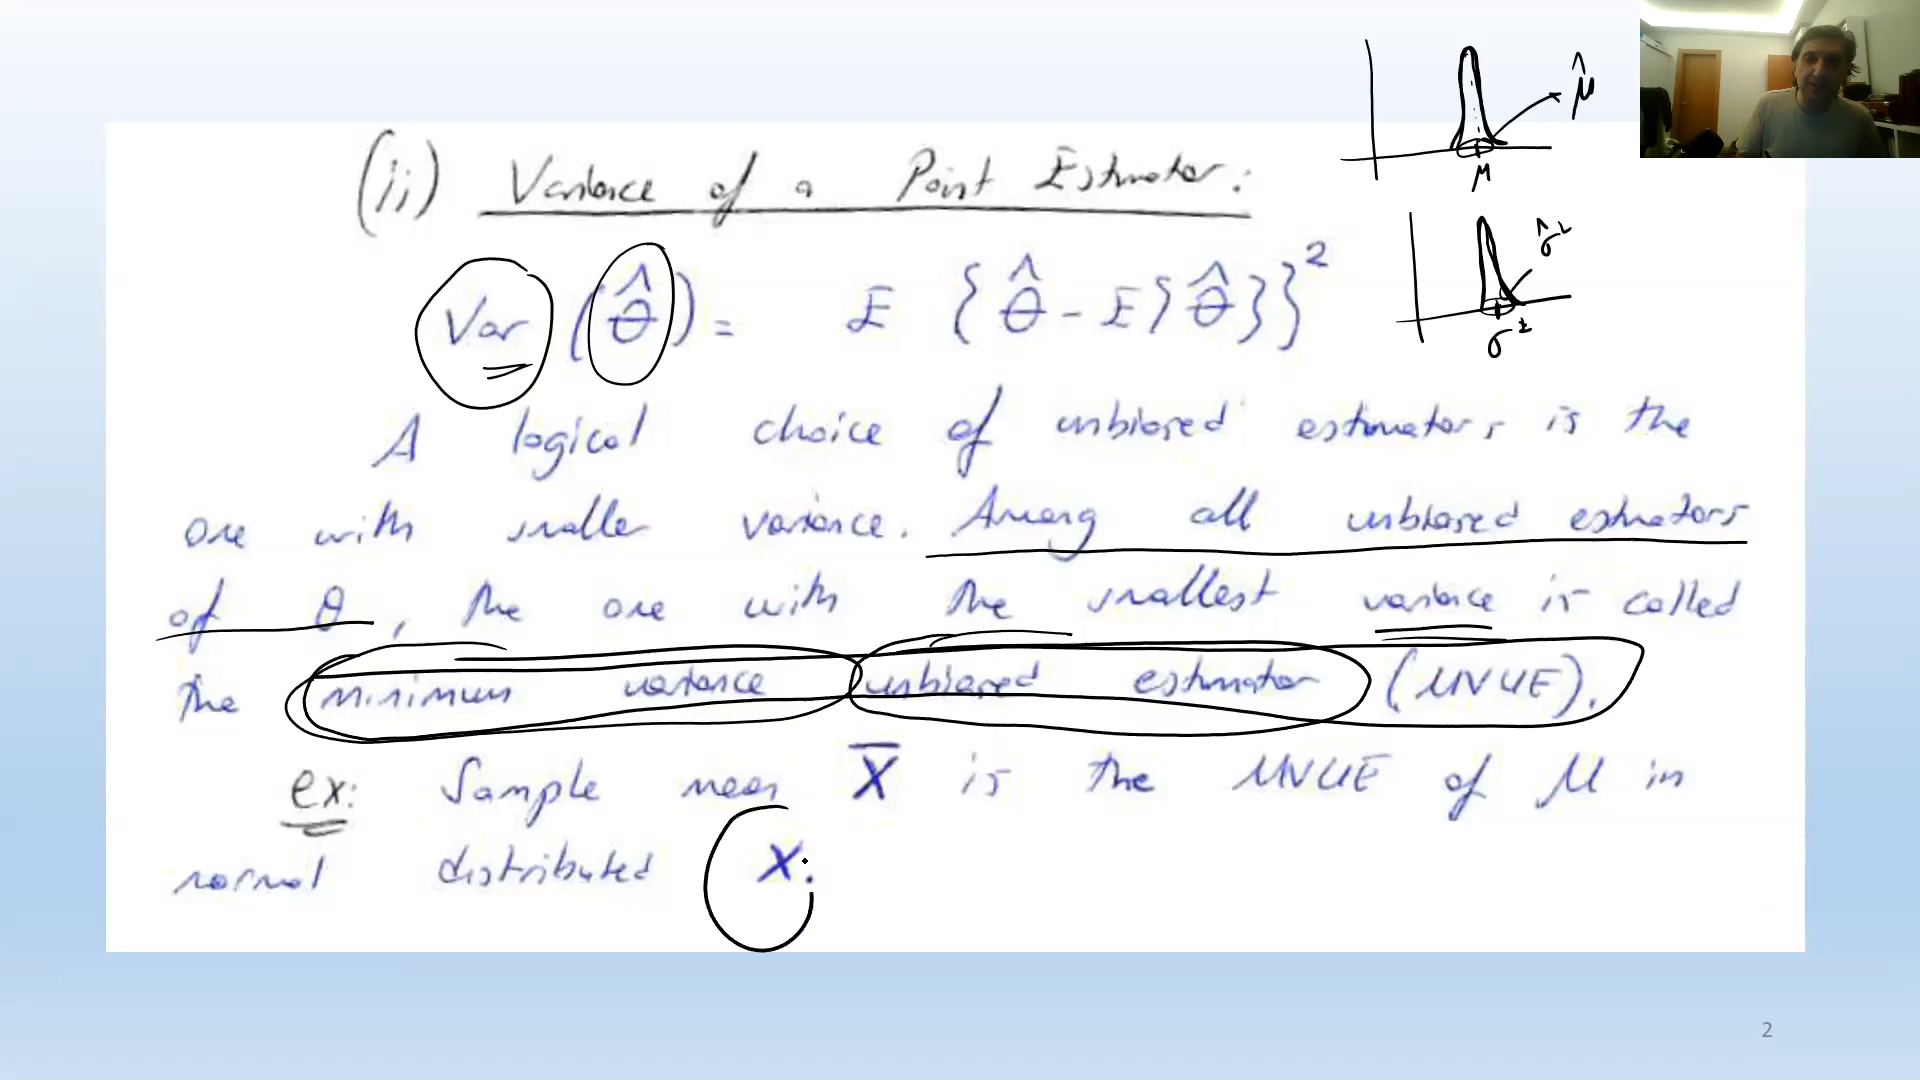 (ii) Variance of a Point Estimator:
Var (θ̂) = E {θ̂ - E{θ̂}}²
A logical choice of unbiased estimators is the
one with smaller variance. Among all unbiased estimators
of θ, the one with the smallest variance is called
the minimum variance unbiased estimator (MVUE).
ex: Sample mean X̄ is the MVUE of μ in
normal distributed X.
μ̂
μ
σ̂²
σ²
2